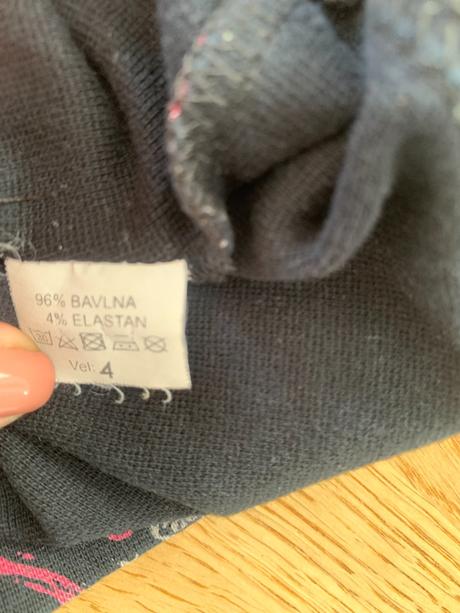 96% BAVLNA
4% ELASTAN
Vel: 4